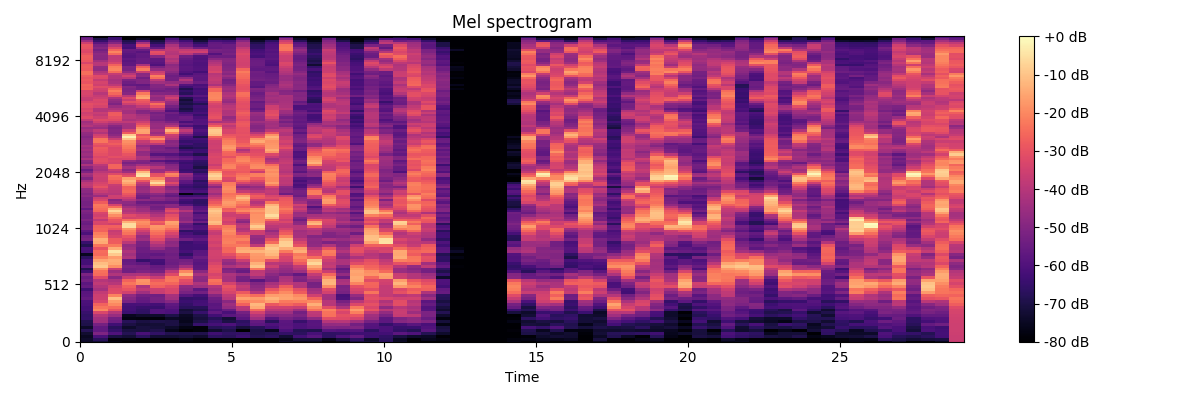 Mel spectrogram
8192
4096
2048
1024
512
0
Hz
0 5 10 15 20 25
Time
+0 dB
-10 dB
-20 dB
-30 dB
-40 dB
-50 dB
-60 dB
-70 dB
-80 dB